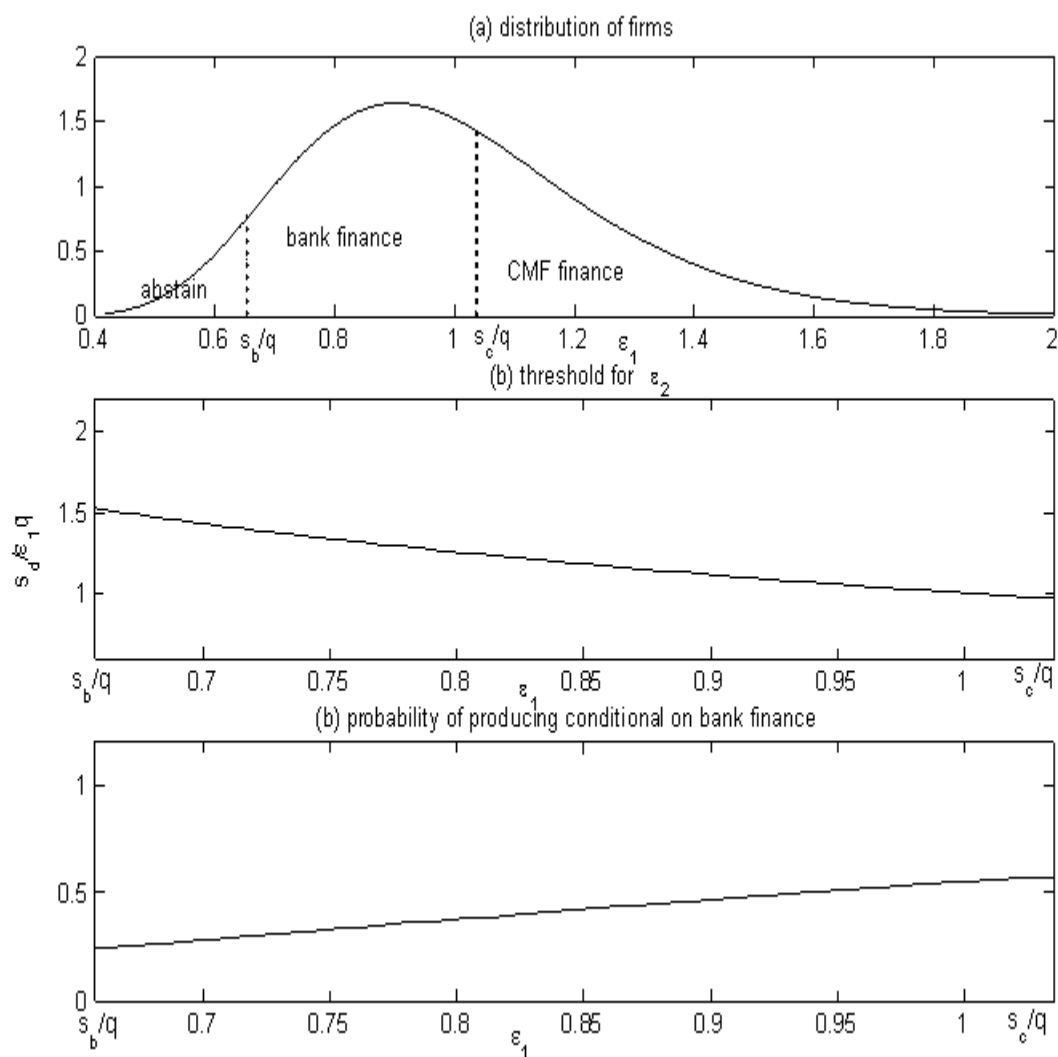 (a) distribution of firms
2
1.5
1
0.5
0
bank finance
CMF finance
abstain
0.4 0.6 0.8 1 1.2 1.4 1.6 1.8 2
s_b/q s_c/q ε_1
(b) threshold for ε_2
2
1.5
1
s_d/ε_1 q
s_b/q 0.7 0.75 0.8 0.85 0.9 0.95 1 s_c/q
ε_1
(b) probability of producing conditional on bank finance
1
0.5
0
s_b/q 0.7 0.75 0.8 0.85 0.9 0.95 1 s_c/q
ε_1